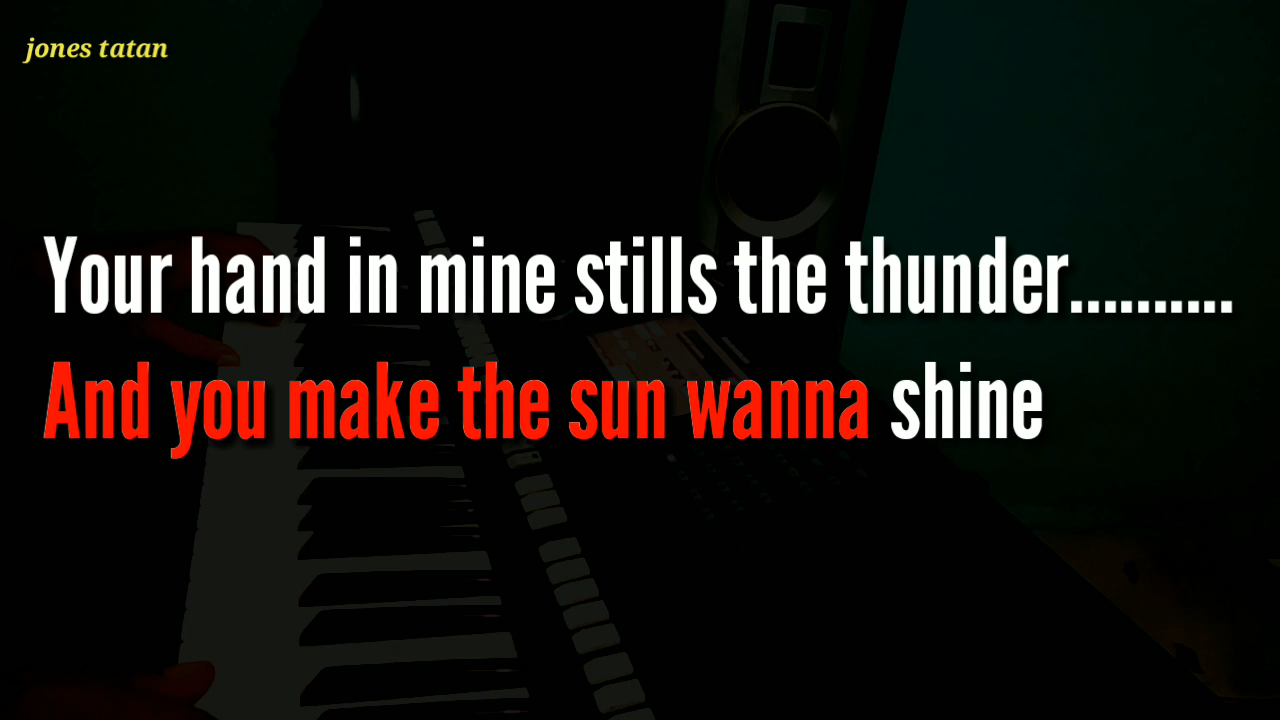 jones tatan
Your hand in mine stills the thunder..........
And you make the sun wanna shine